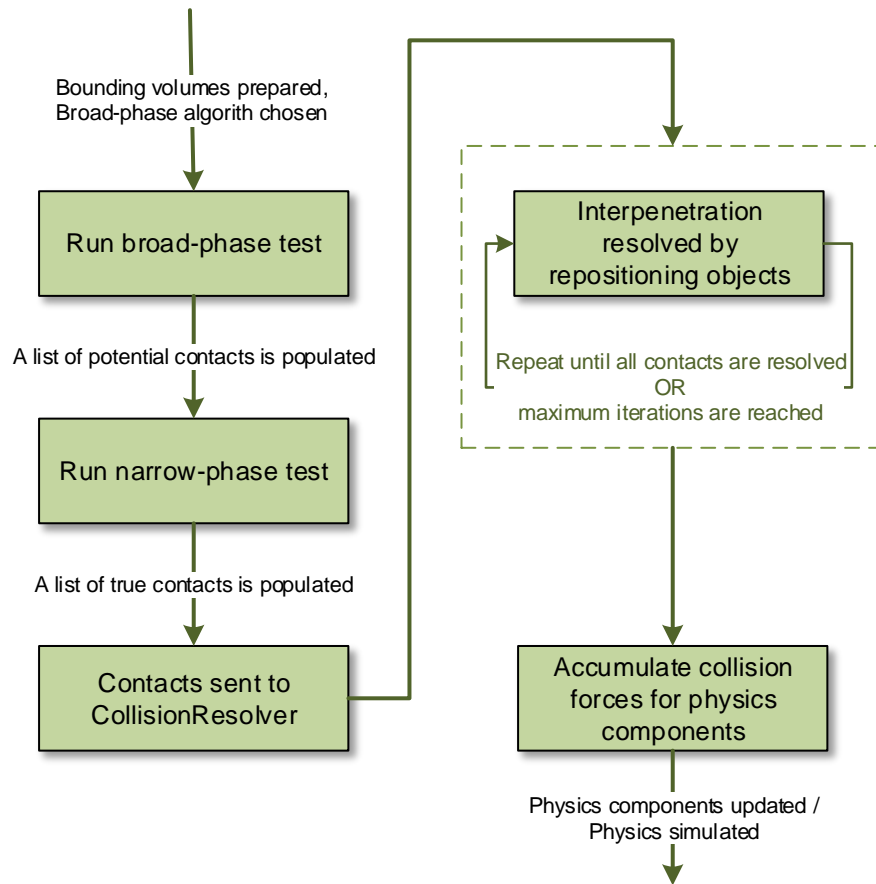 Bounding volumes prepared,
Broad-phase algorith chosen
Run broad-phase test
A list of potential contacts is populated
Run narrow-phase test
A list of true contacts is populated
Contacts sent to
CollisionResolver
Interpenetration
resolved by
repositioning objects
Repeat until all contacts are resolved
OR
maximum iterations are reached
Accumulate collision
forces for physics
components
Physics components updated /
Physics simulated